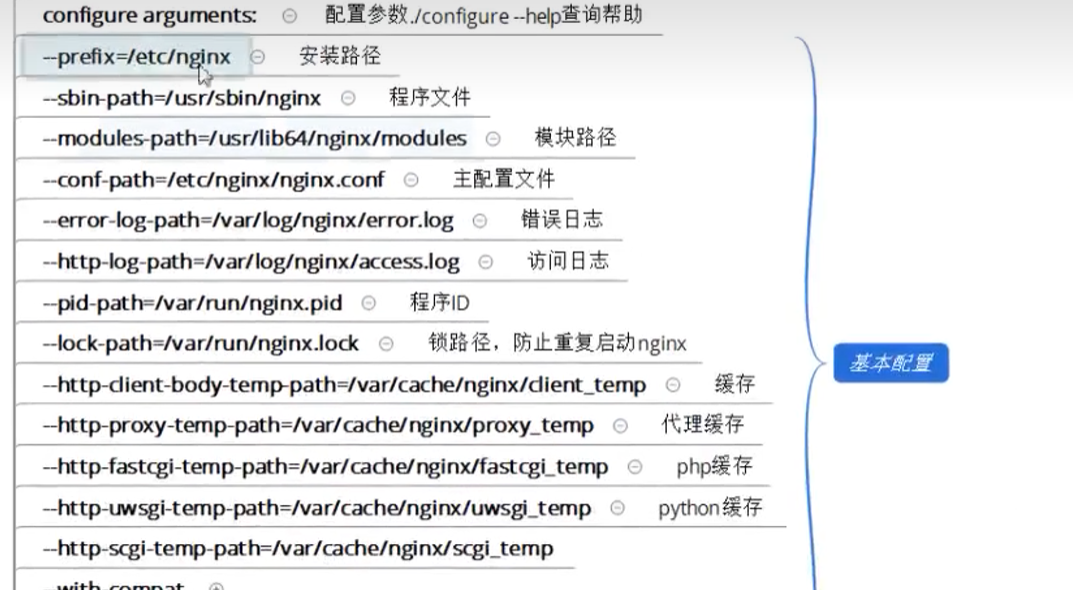 configure arguments: 配置参数./configure --help查询帮助
--prefix=/etc/nginx 安装路径
--sbin-path=/usr/sbin/nginx 程序文件
--modules-path=/usr/lib64/nginx/modules 模块路径
--conf-path=/etc/nginx/nginx.conf 主配置文件
--error-log-path=/var/log/nginx/error.log 错误日志
--http-log-path=/var/log/nginx/access.log 访问日志
--pid-path=/var/run/nginx.pid 程序ID
--lock-path=/var/run/nginx.lock 锁路径，防止重复启动nginx
--http-client-body-temp-path=/var/cache/nginx/client_temp 缓存
--http-proxy-temp-path=/var/cache/nginx/proxy_temp 代理缓存
--http-fastcgi-temp-path=/var/cache/nginx/fastcgi_temp php缓存
--http-uwsgi-temp-path=/var/cache/nginx/uwsgi_temp python缓存
--http-scgi-temp-path=/var/cache/nginx/scgi_temp
--with-compat
基本配置